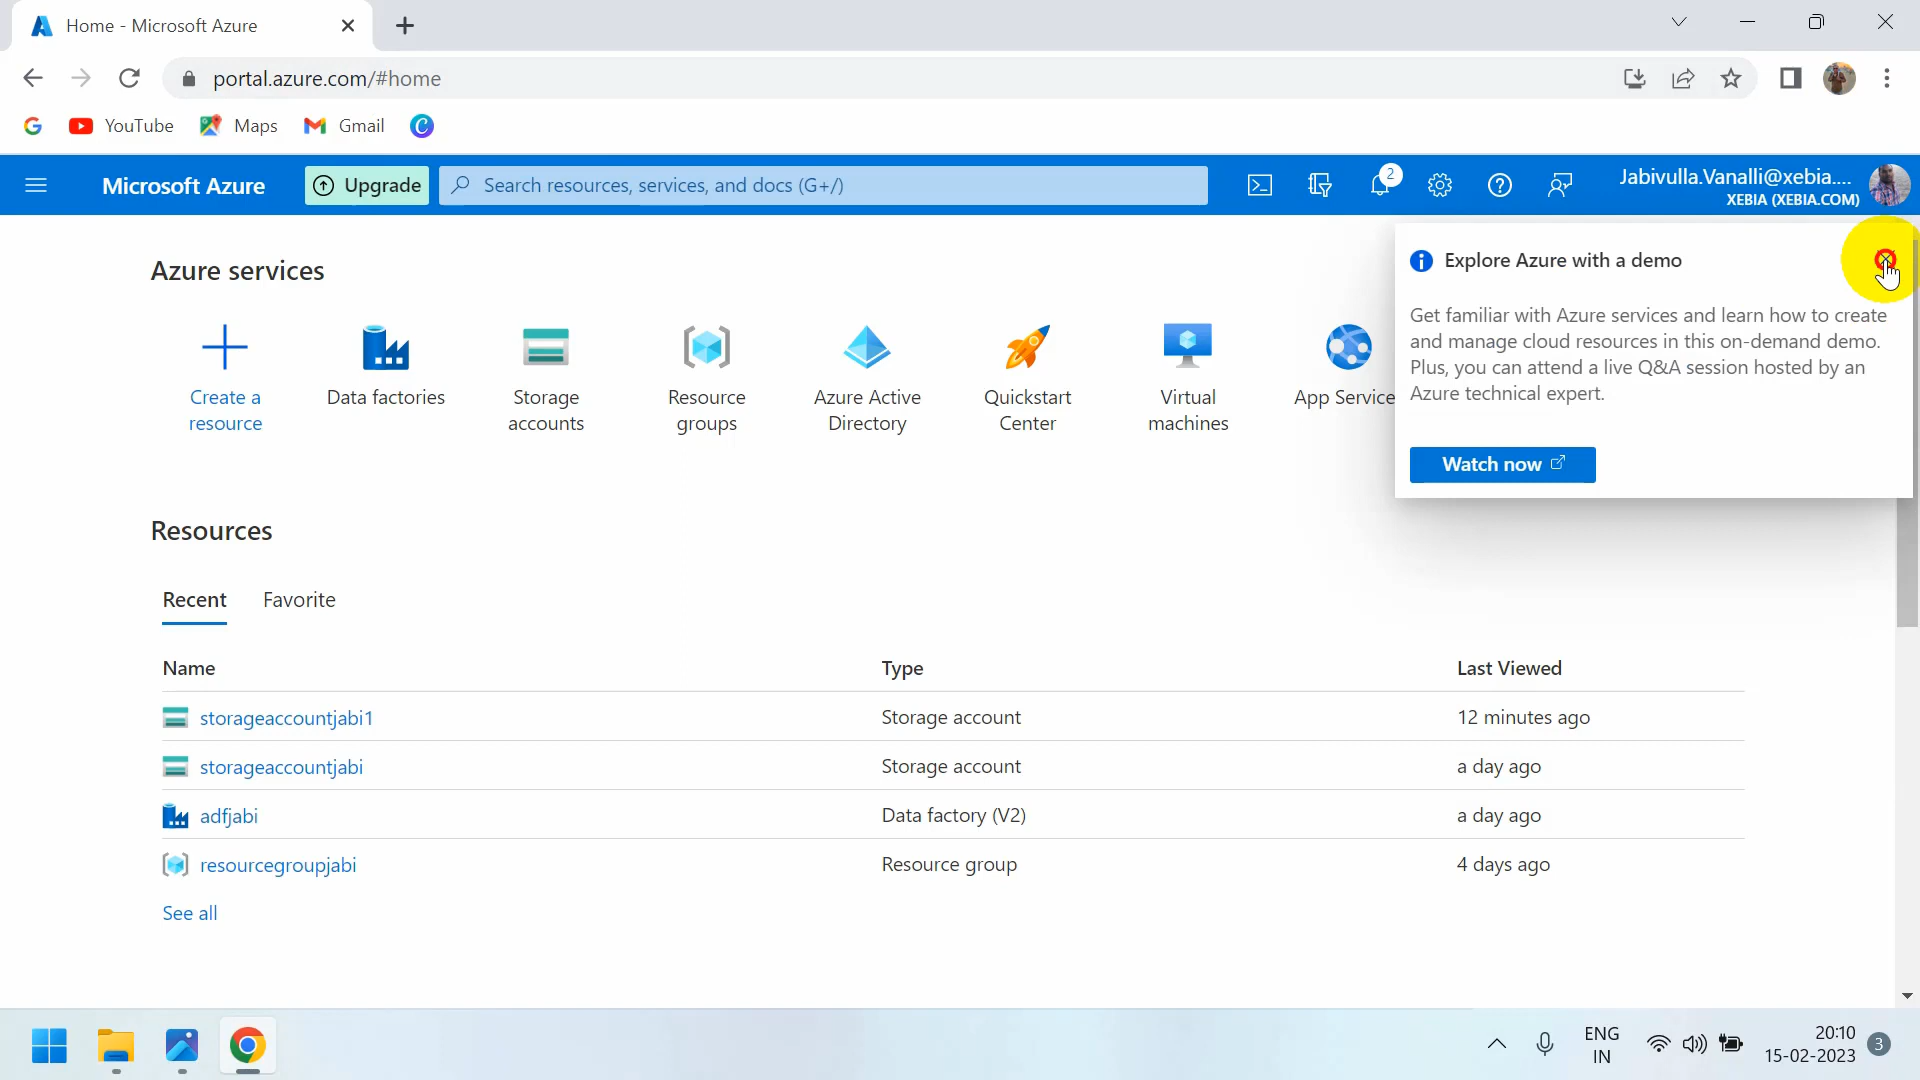 Home - Microsoft Azure
portal.azure.com/#home
YouTube
Maps
Gmail
Microsoft Azure
Upgrade
Search resources, services, and docs (G+/)
2
Jabivulla.Vanalli@xebia....
XEBIA (XEBIA.COM)
Azure services
Explore Azure with a demo
Get familiar with Azure services and learn how to create
and manage cloud resources in this on-demand demo.
Plus, you can attend a live Q&A session hosted by an
Azure technical expert.
Watch now
Create a
resource
Data factories
Storage
accounts
Resource
groups
Azure Active
Directory
Quickstart
Center
Virtual
machines
App Service
Resources
Recent
Favorite
Name
Type
Last Viewed
storageaccountjabi1
Storage account
12 minutes ago
storageaccountjabi
Storage account
a day ago
adfjabi
Data factory (V2)
a day ago
resourcegroupjabi
Resource group
4 days ago
See all
ENG
IN
20:10
15-02-2023
3